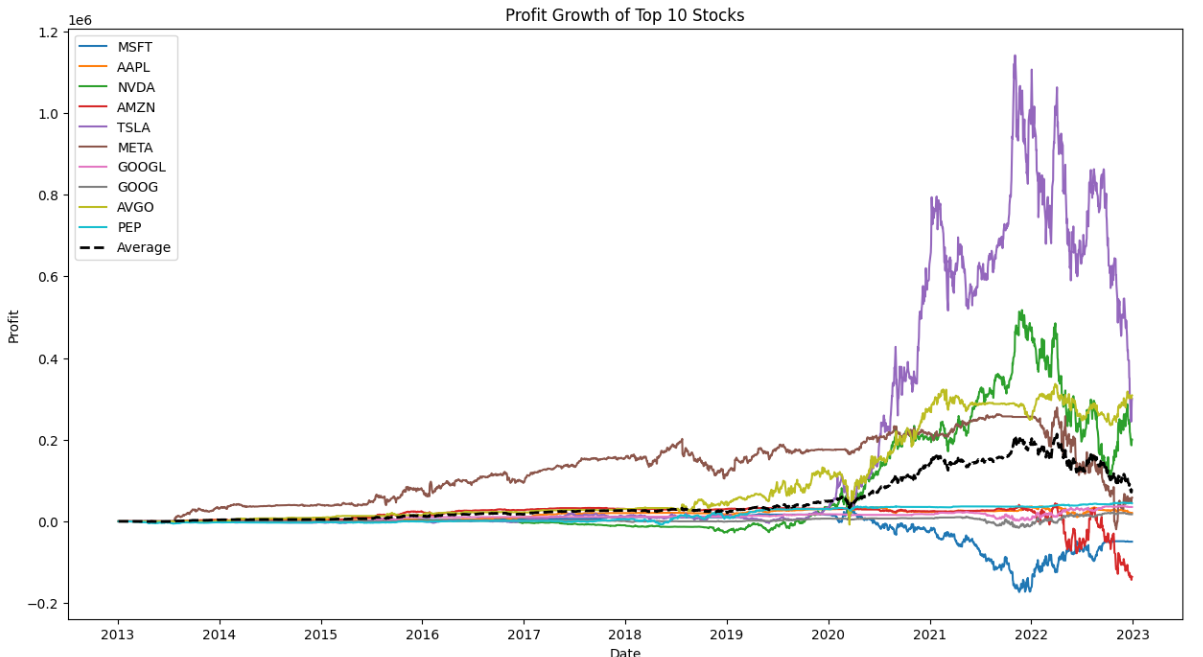 Profit Growth of Top 10 Stocks
1e6
1.2
1.0
0.8
0.6
0.4
0.2
0.0
−0.2
Profit
MSFT
AAPL
NVDA
AMZN
TSLA
META
GOOGL
GOOG
AVGO
PEP
Average
2013 2014 2015 2016 2017 2018 2019 2020 2021 2022 2023
Date